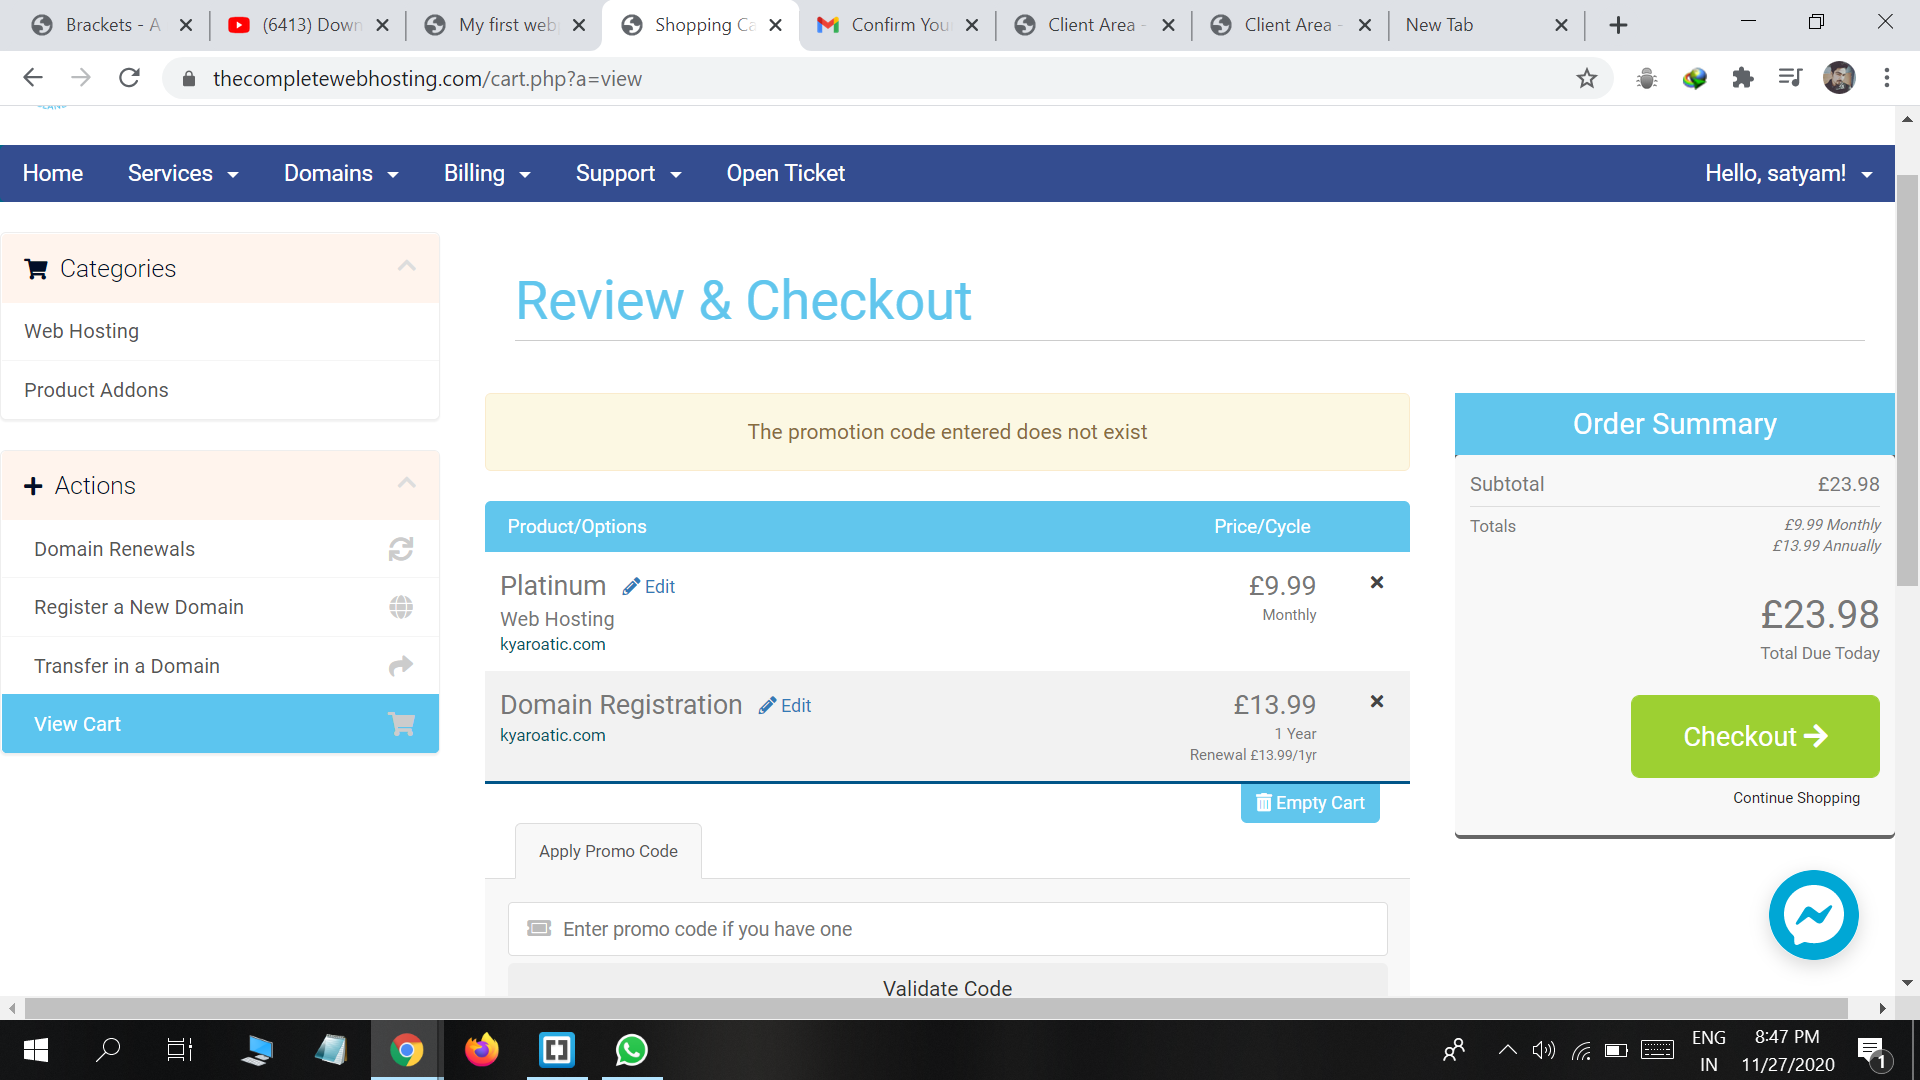 Brackets - A
(6413) Down
My first web
Shopping Ca
Confirm You
Client Area -
Client Area -
New Tab
thecompletewebhosting.com/cart.php?a=view
Home
Services
Domains
Billing
Support
Open Ticket
Hello, satyam!
Categories
Web Hosting
Product Addons
Actions
Domain Renewals
Register a New Domain
Transfer in a Domain
View Cart
Review & Checkout
The promotion code entered does not exist
Product/Options
Price/Cycle
Platinum
Edit
Web Hosting
kyaroatic.com
£9.99
Monthly
Domain Registration
Edit
kyaroatic.com
£13.99
1 Year
Renewal £13.99/1yr
Empty Cart
Apply Promo Code
Enter promo code if you have one
Validate Code
Order Summary
Subtotal
£23.98
Totals
£9.99 Monthly
£13.99 Annually
£23.98
Total Due Today
Checkout
Continue Shopping
ENG
IN
8:47 PM
11/27/2020
1